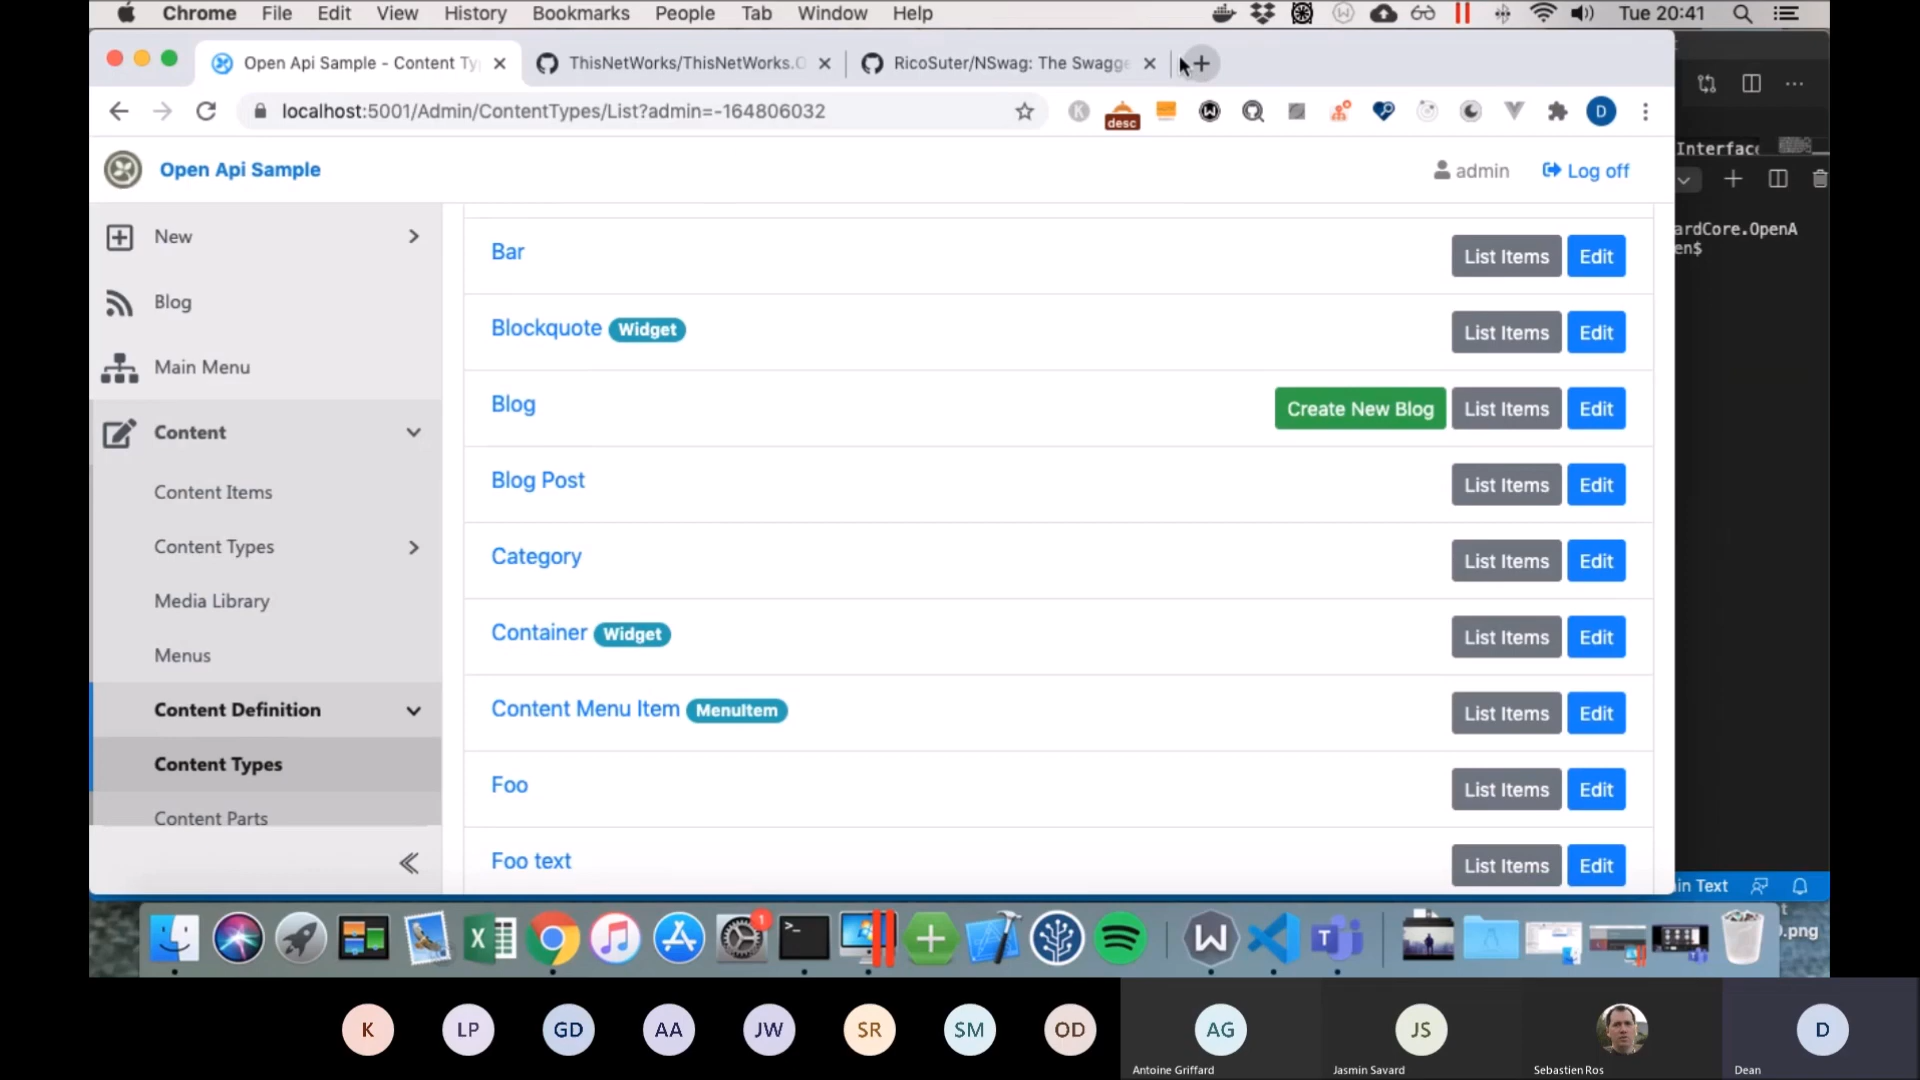 Chrome File Edit View History Bookmarks People Tab Window Help Tue 20:41
Open Api Sample - Content Ty
ThisNetWorks/ThisNetWorks.O
RicoSuter/NSwag: The Swagge
localhost:5001/Admin/ContentTypes/List?admin=-164806032
desc
D
Open Api Sample
admin
Log off
New
Blog
Main Menu
Content
Content Items
Content Types
Media Library
Menus
Content Definition
Content Types
Content Parts
Bar
List Items Edit
Blockquote Widget
List Items Edit
Blog
Create New Blog List Items Edit
Blog Post
List Items Edit
Category
List Items Edit
Container Widget
List Items Edit
Content Menu Item MenuItem
List Items Edit
Foo
List Items Edit
Foo text
List Items Edit
Interface
ardCore.OpenA
en$
in Text
.png
1
K LP GD AA JW SR SM OD AG JS D
Antoine Griffard Jasmin Savard Sebastien Ros Dean